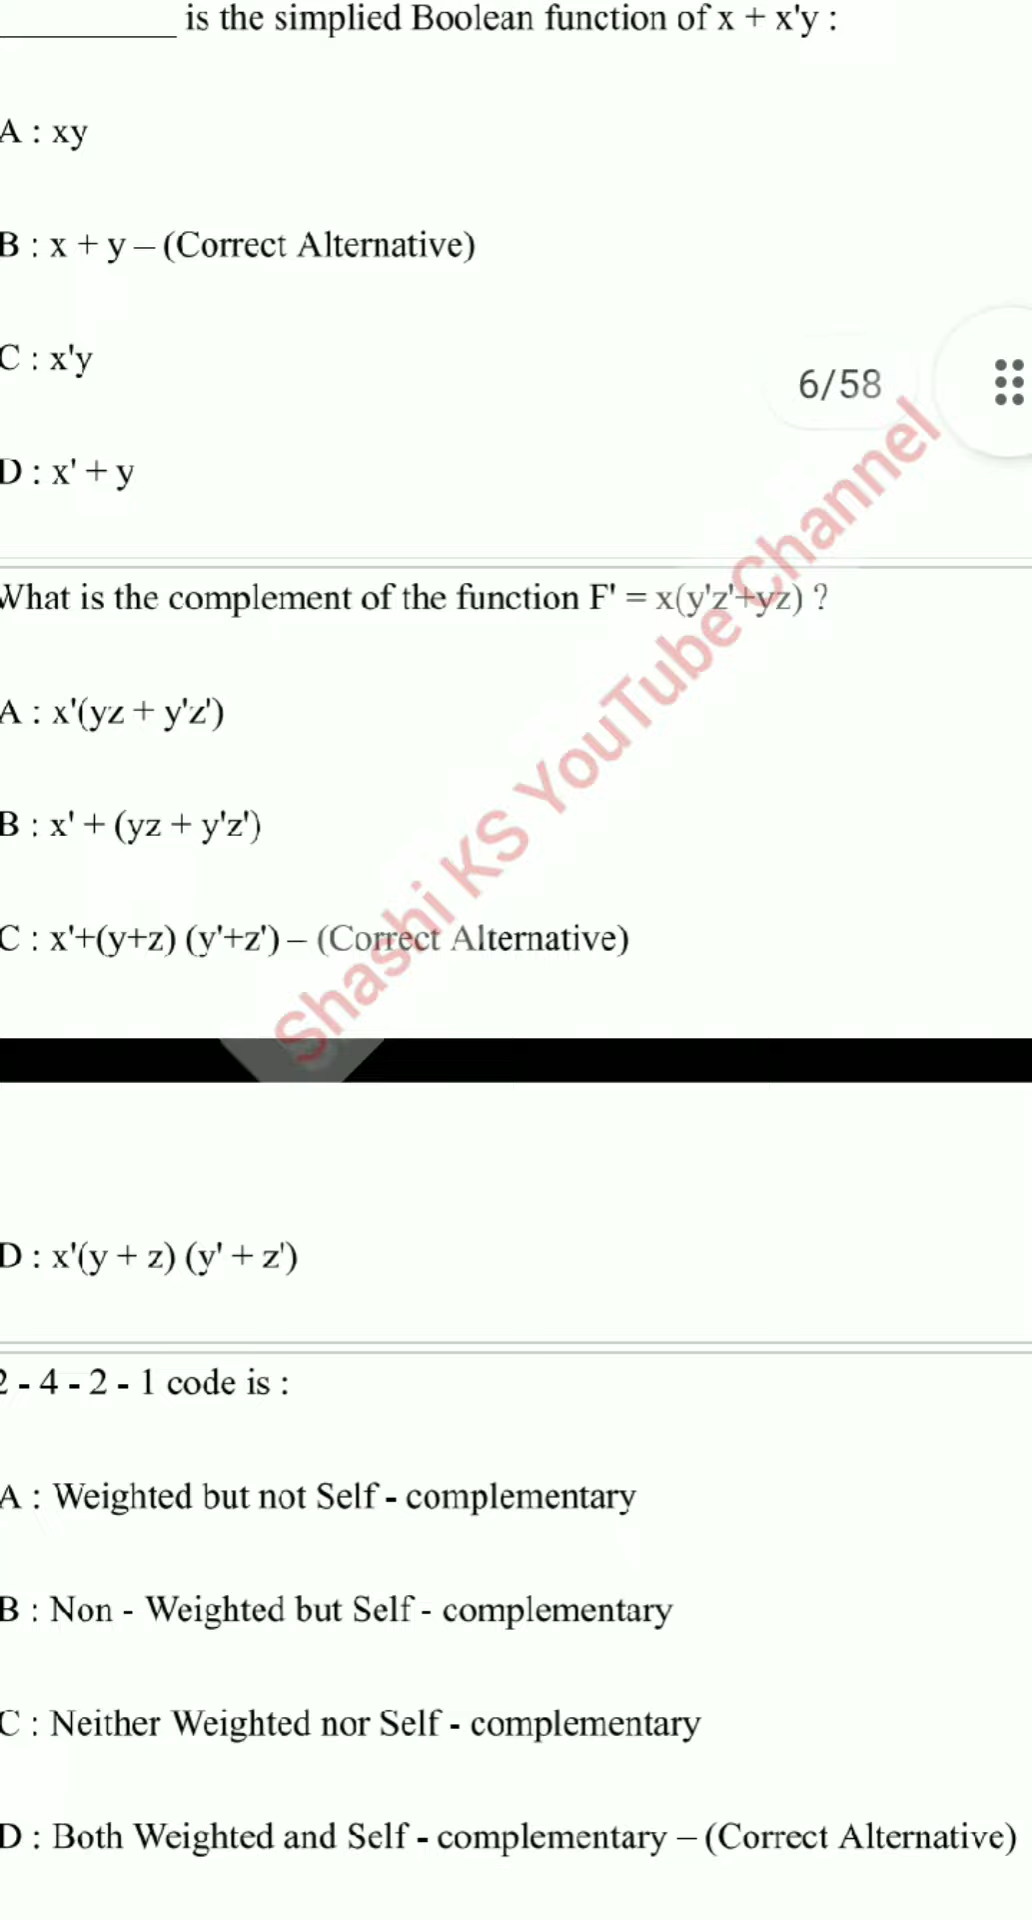 ________ is the simplied Boolean function of x + x'y :
A : xy
B : x + y – (Correct Alternative)
C : x'y
6/58
D : x' + y
What is the complement of the function F' = x(y'z'+yz) ?
A : x'(yz + y'z')
B : x' + (yz + y'z')
C : x'+(y+z) (y'+z') – (Correct Alternative)
Shashi KS YouTube Channel
D : x'(y + z) (y' + z')
2 - 4 - 2 - 1 code is :
A : Weighted but not Self - complementary
B : Non - Weighted but Self - complementary
C : Neither Weighted nor Self - complementary
D : Both Weighted and Self - complementary – (Correct Alternative)